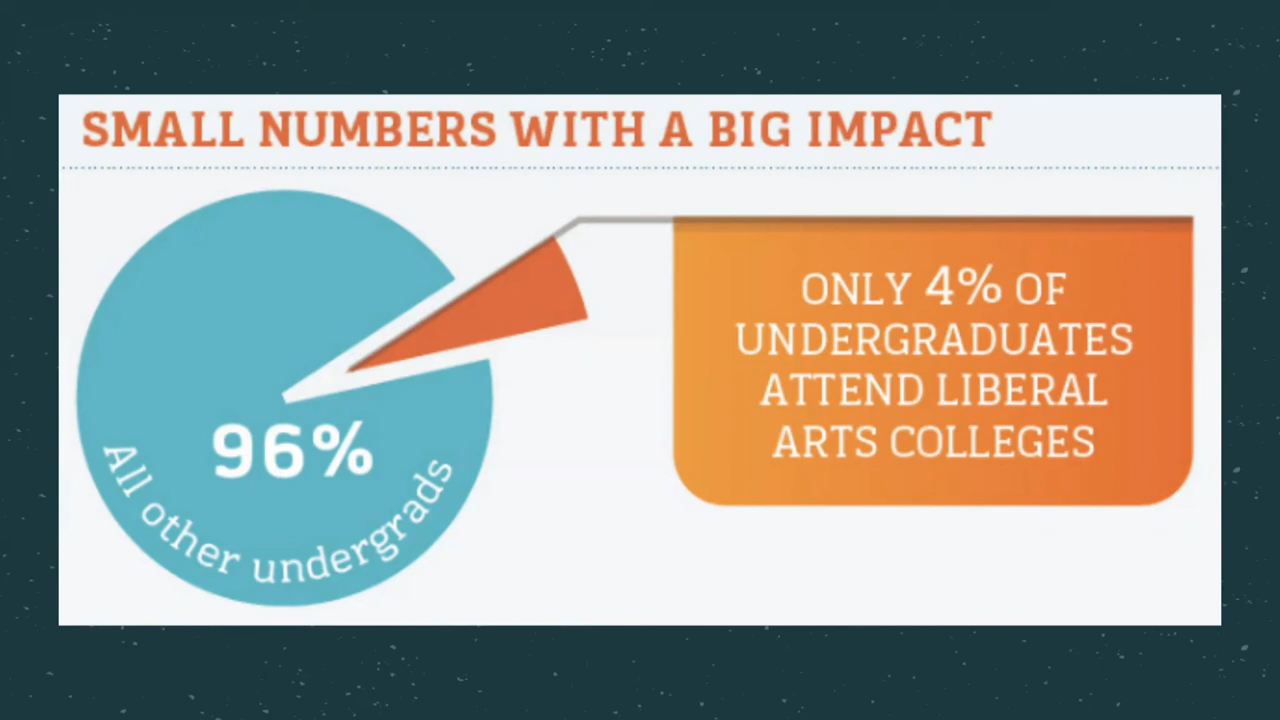 SMALL NUMBERS WITH A BIG IMPACT
96%
All other undergrads
ONLY 4% OF
UNDERGRADUATES
ATTEND LIBERAL
ARTS COLLEGES